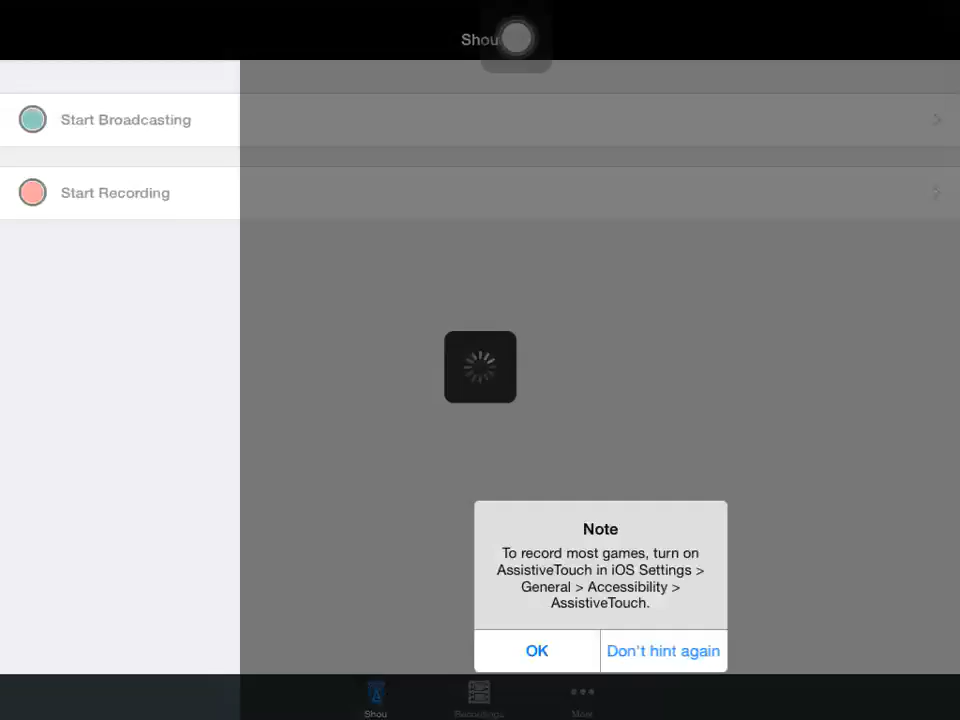 Shou
Start Broadcasting
Start Recording
Note
To record most games, turn on
AssistiveTouch in iOS Settings >
General > Accessibility >
AssistiveTouch.
OK
Don't hint again
Shou
Recordings
More